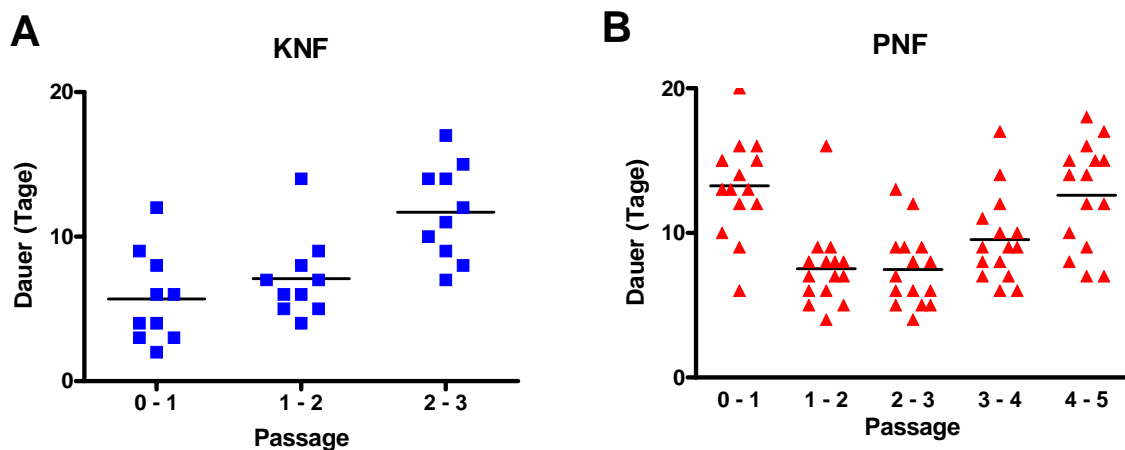 A
KNF
Dauer (Tage)
20
10
0
0 - 1 1 - 2 2 - 3
Passage
B
PNF
Dauer (Tage)
20
10
0
0 - 1 1 - 2 2 - 3 3 - 4 4 - 5
Passage